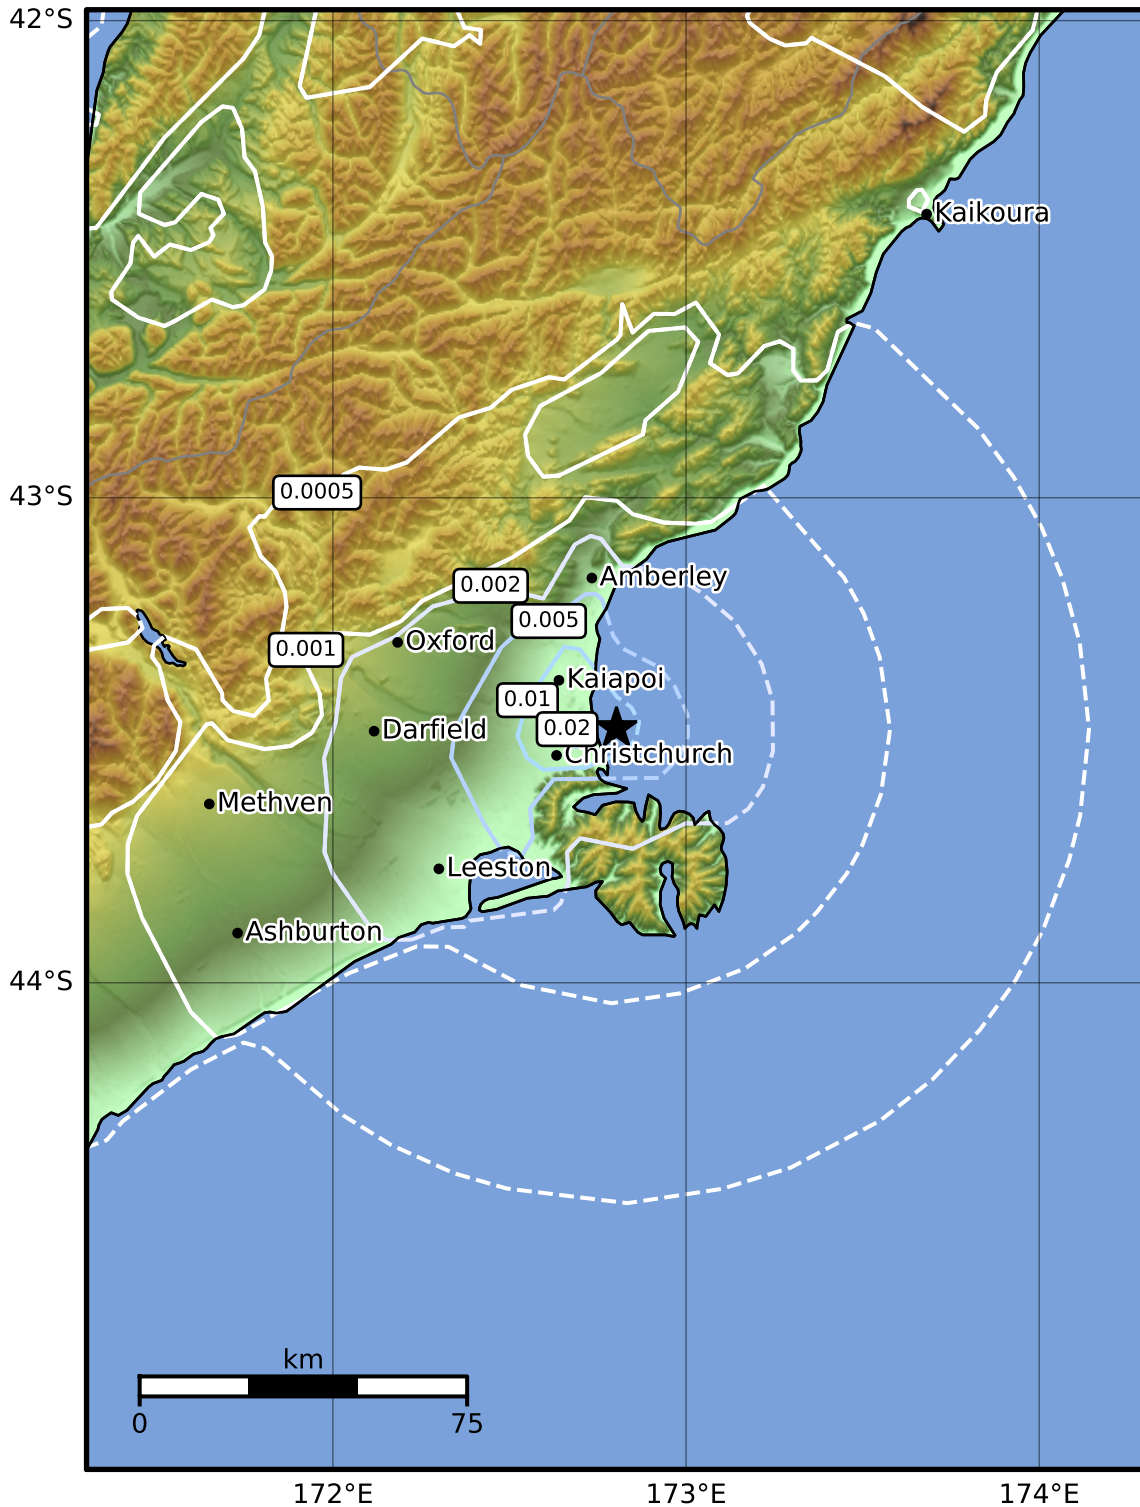 42°S
Kaikoura
0.0005
43°S
Amberley
0.002
0.005
Oxford
0.001
Kaiapoi
0.01
0.02
Darfield
Christchurch
Methven
Leeston
Ashburton
44°S
km
0 75
172°E 173°E 174°E